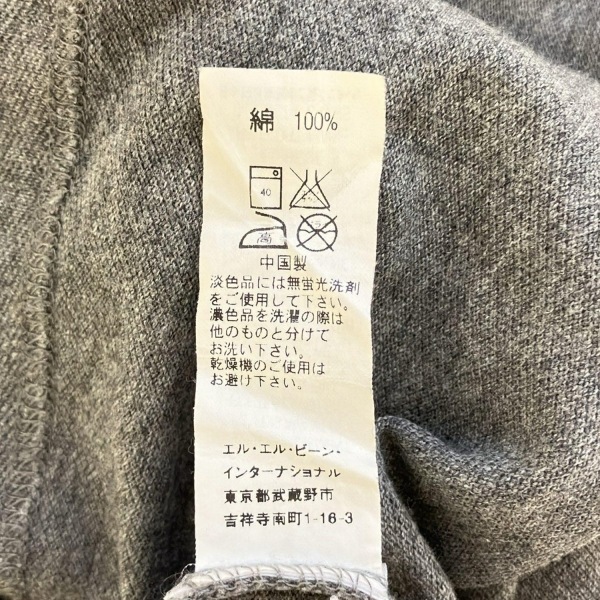 綿 100%
40
高
中国製
淡色品には無蛍光洗剤
をご使用して下さい。
濃色品を洗濯の際は
他のものと分けて
お洗い下さい。
乾燥機のご使用は
お避け下さい。
エル・エル・ビーン・
インターナショナル
東京都武蔵野市
吉祥寺南町1-16-3